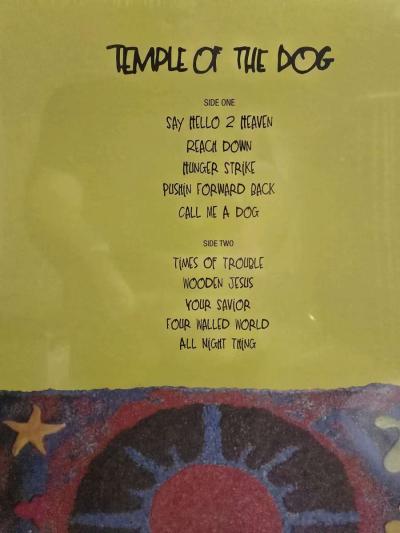 TEMPLE OF THE DOG
SIDE ONE
SAY HELLO 2 HEAVEN
REACH DOWN
HUNGER STRIKE
PUSHIN FORWARD BACK
CALL ME A DOG
SIDE TWO
TIMES OF TROUBLE
WOODEN JESUS
YOUR SAVIOR
FOUR WALLED WORLD
ALL NIGHT THING